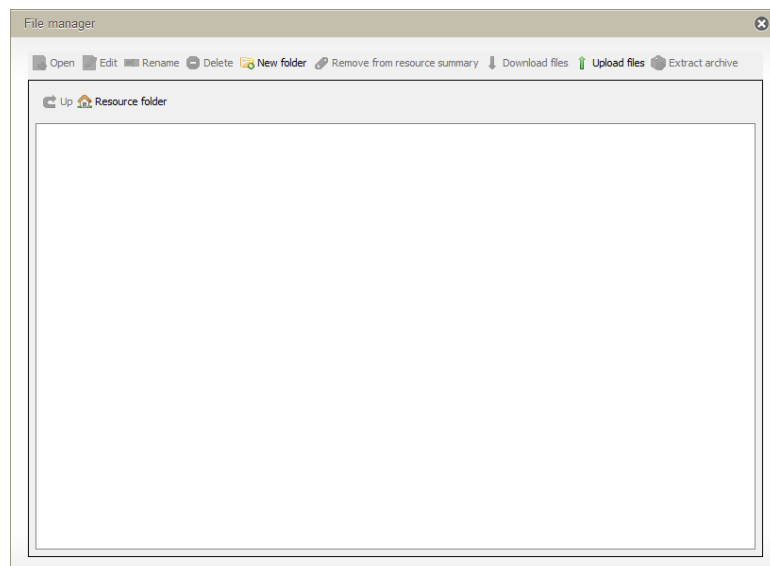 File manager
Open Edit Rename Delete New folder Remove from resource summary Download files Upload files Extract archive
Up Resource folder